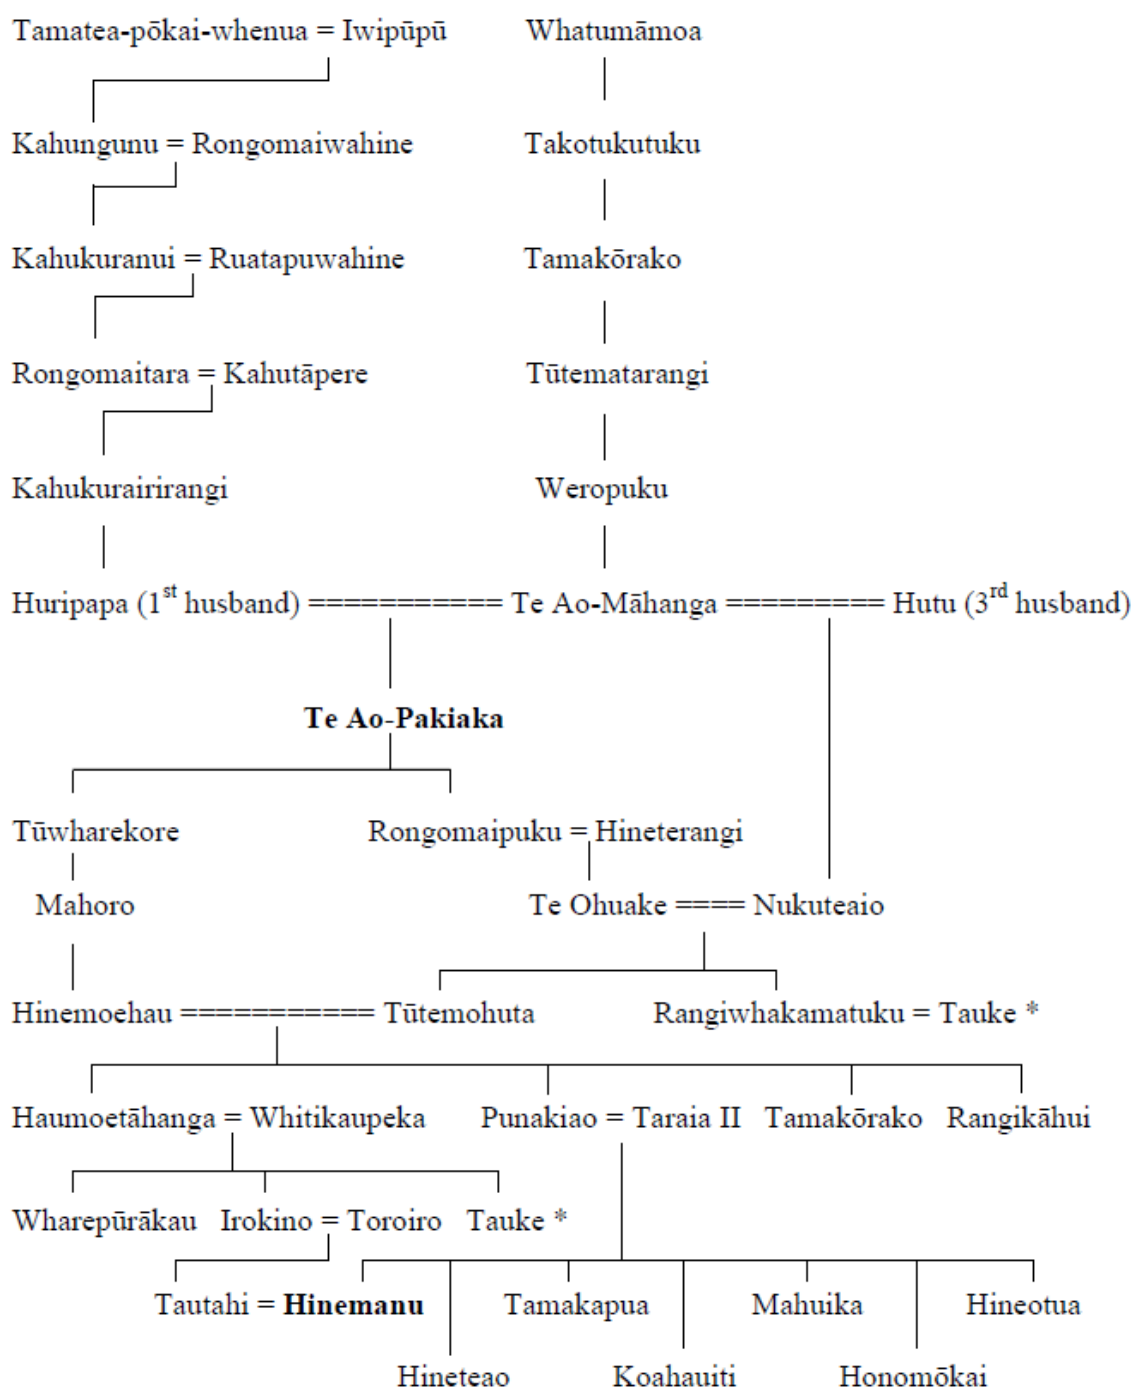 Tamatea-pōkai-whenua = Iwipūpū Whatumāmoa
Kahungunu = Rongomaiwahine Takotukutuku
Kahukuranui = Ruatapuwahine Tamakōrako
Rongomaitara = Kahutāpere Tūtematarangi
Kahukurairirangi Weropuku
Huripapa (1st husband) =========== Te Ao-Māhanga ========= Hutu (3rd husband)
Te Ao-Pakiaka
Tūwharekore Rongomaipuku = Hineterangi
Mahoro Te Ohuake ==== Nukuteaio
Hinemoehau =========== Tūtemohuta Rangiwhakamatuku = Tauke *
Haumoetāhanga = Whitikaupeka Punakiao = Taraia II Tamakōrako Rangikāhui
Wharepūrākau Irokino = Toroiro Tauke *
Tautahi = Hinemanu Tamakapua Mahuika Hineotua
Hineteao Koahauiti Honomōkai